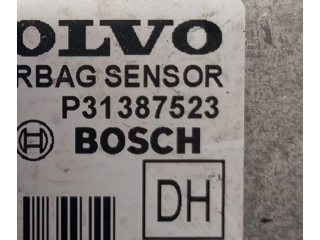 OLVO
RBAG SENSOR
P31387523
BOSCH
DH